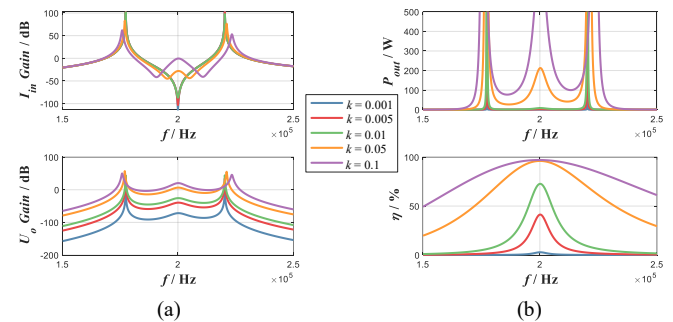 100
50
0
-50
-100
I_in Gain / dB
1.5
2
2.5
f / Hz
×10^5
100
0
-100
-200
U_o Gain / dB
1.5
2
2.5
f / Hz
×10^5
(a)
k = 0.001
k = 0.005
k = 0.01
k = 0.05
k = 0.1
500
400
300
200
100
0
P_out / W
1.5
2
2.5
f / Hz
×10^5
100
50
0
η / %
1.5
2
2.5
f / Hz
×10^5
(b)